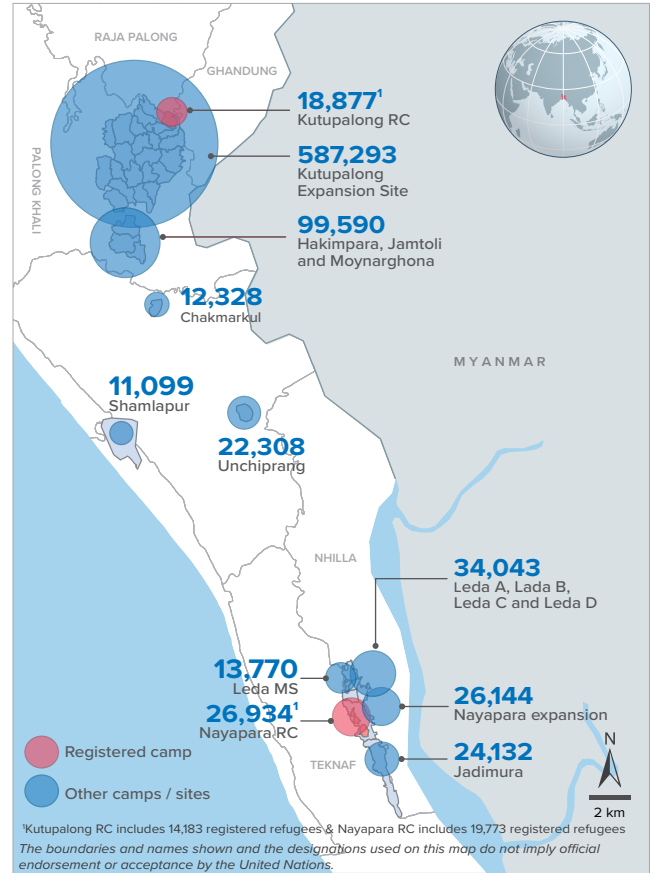 RAJA PALONG
GHANDUNG
PALONG KHALI
18,877¹
Kutupalong RC
587,293
Kutupalong
Expansion Site
99,590
Hakimpara, Jamtoli
and Moynarghona
12,328
Chakmarkul
MYANMAR
11,099
Shamlapur
22,308
Unchiprang
NHILLA
34,043
Leda A, Lada B,
Leda C and Leda D
13,770
Leda MS
26,934¹
Nayapara RC
26,144
Nayapara expansion
24,132
Jadimura
TEKNAF
N
2 km
Registered camp
Other camps / sites
¹Kutupalong RC includes 14,183 registered refugees & Nayapara RC includes 19,773 registered refugees
The boundaries and names shown and the designations used on this map do not imply official
endorsement or acceptance by the United Nations.